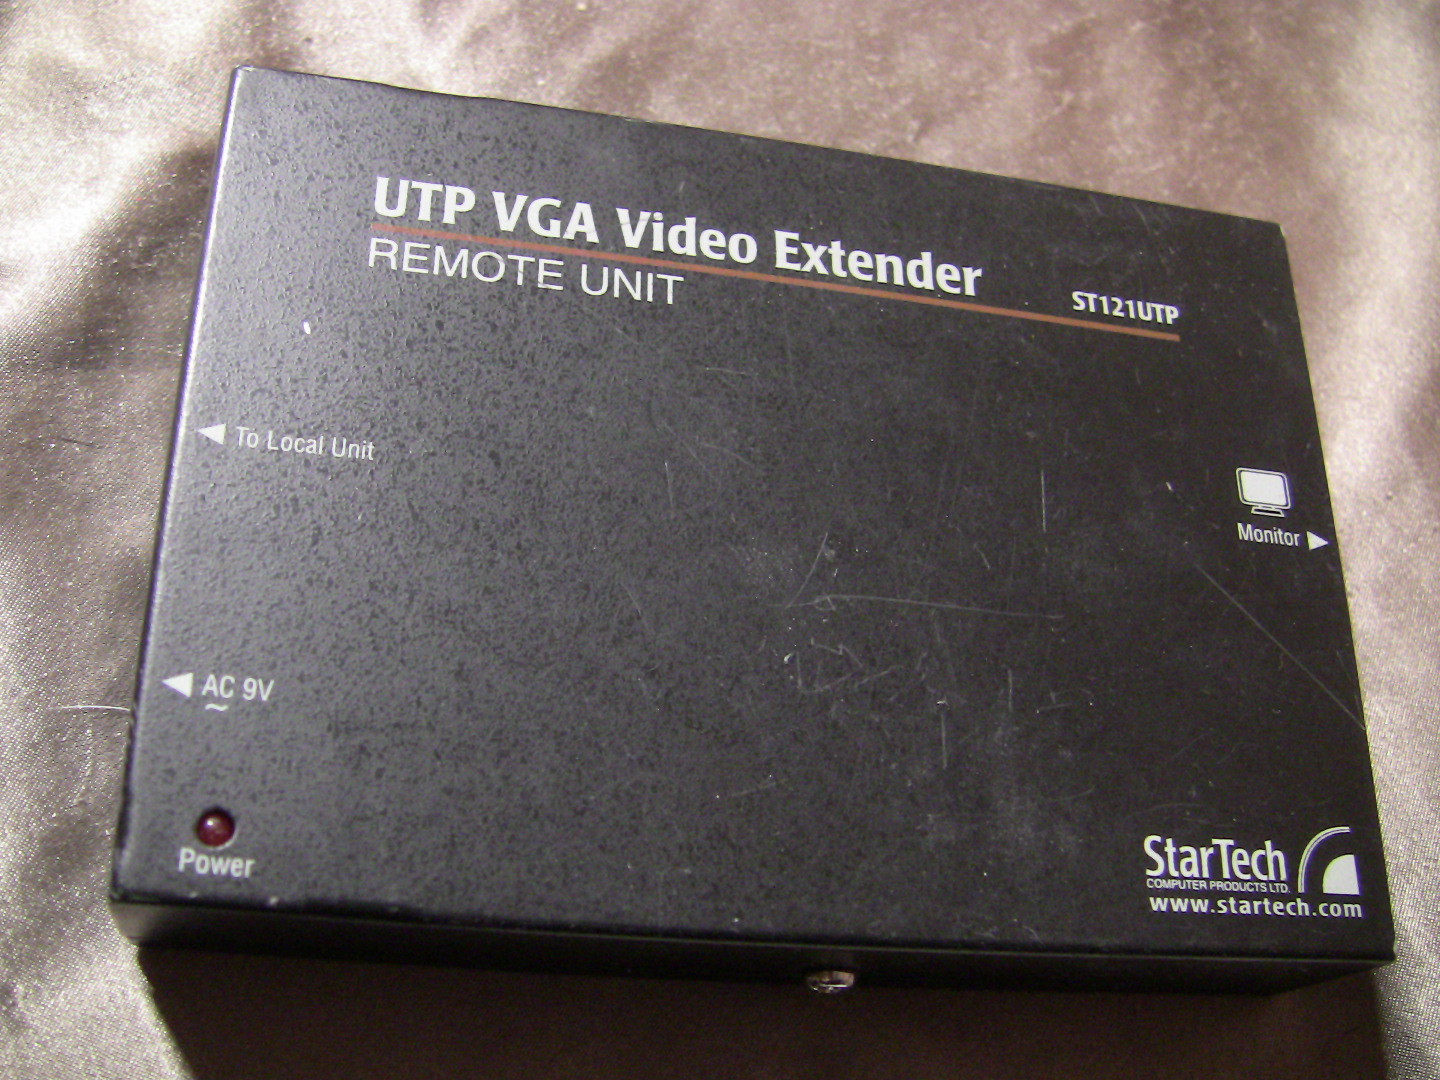 UTP VGA Video Extender
REMOTE UNIT
ST121UTP
◀ To Local Unit
Monitor ▶
◀ AC 9V
~
Power
StarTech
COMPUTER PRODUCTS LTD.
www.startech.com